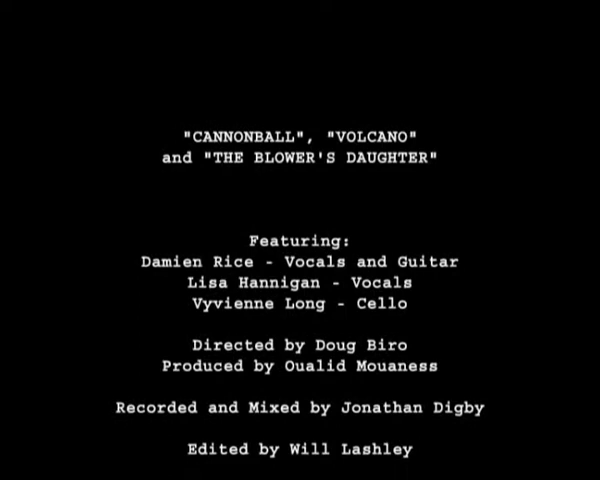 "CANNONBALL", "VOLCANO"
and "THE BLOWER'S DAUGHTER"
Featuring:
Damien Rice - Vocals and Guitar
Lisa Hannigan - Vocals
Vyvienne Long - Cello
Directed by Doug Biro
Produced by Oualid Mouaness
Recorded and Mixed by Jonathan Digby
Edited by Will Lashley